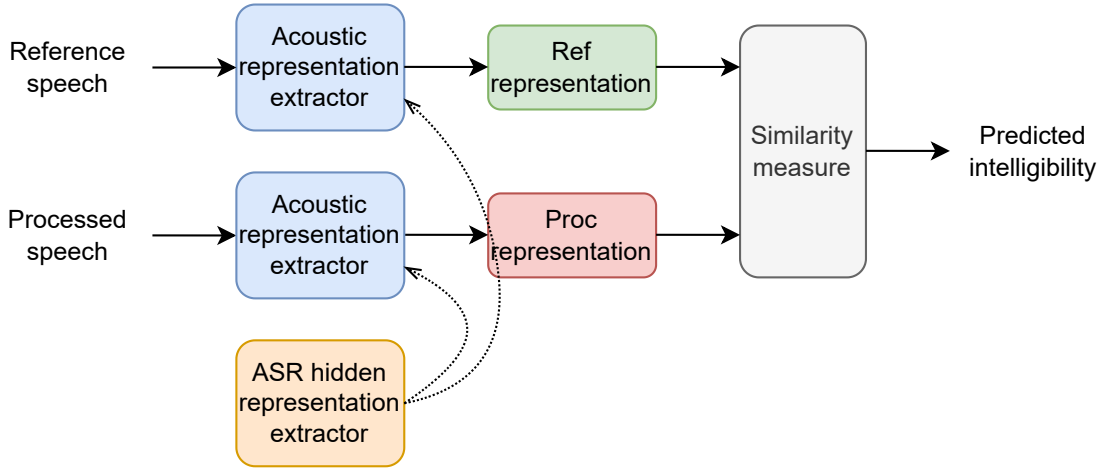 Reference
speech
Acoustic
representation
extractor
Ref
representation
Similarity
measure
Predicted
intelligibility
Processed
speech
Acoustic
representation
extractor
Proc
representation
ASR hidden
representation
extractor